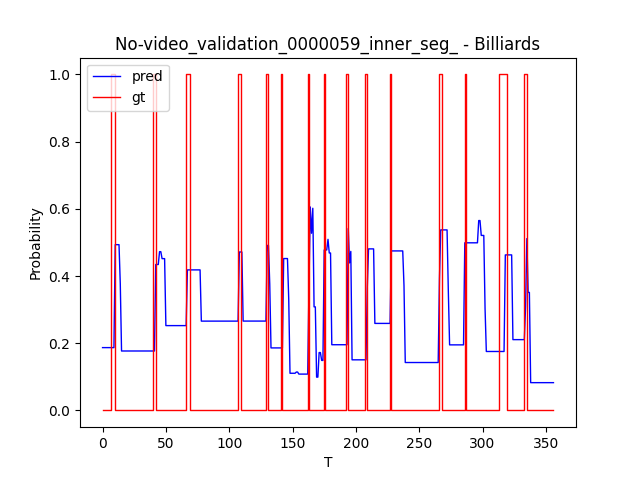 No-video_validation_0000059_inner_seg_ - Billiards
pred
gt
1.0
0.8
0.6
0.4
0.2
0.0
Probability
0 50 100 150 200 250 300 350
T